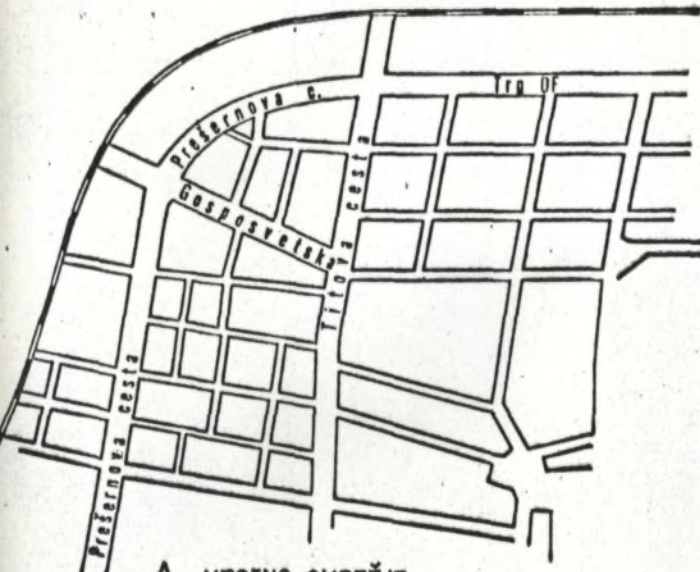 Trg OF
Prešernova c.
Gosposvetska
Titova cesta
Prešernova cesta
A